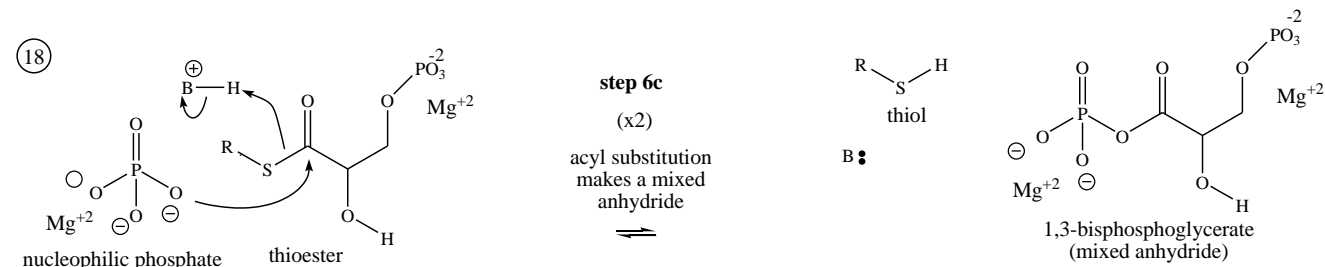 18
B
⊕
H
O
O
PO3 -2
Mg+2
R
S
O
H
O
P
O
O
O
⊖
⊖
Mg+2
nucleophilic phosphate
thioester
step 6c
(x2)
acyl substitution
makes a mixed
anhydride
R
S
H
thiol
B:
O
P
O
O
O
⊖
⊖
Mg+2
O
O
PO3 -2
Mg+2
O
H
1,3-bisphosphoglycerate
(mixed anhydride)